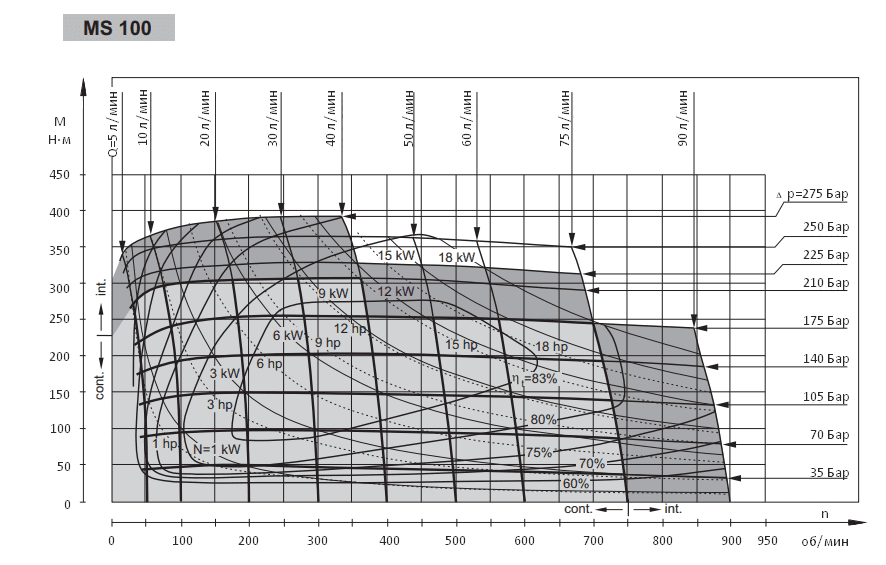 MS 100
M
Н·м
Q=5 л/мин
10 л/мин
20 л/мин
30 л/мин
40 л/мин
50 л/мин
60 л/мин
75 л/мин
90 л/мин
450
400
350
300
250
200
150
100
50
0
int.
cont.
Δ p=275 Бар
250 Бар
225 Бар
210 Бар
175 Бар
140 Бар
105 Бар
70 Бар
35 Бар
15 kW
18 kW
9 kW
12 kW
6 kW
12 hp
9 hp
15 hp
18 hp
3 kW
6 hp
ηt=83%
3 hp
80%
1 hp
N=1 kW
75%
70%
60%
cont.
int.
n
0
100
200
300
400
500
600
700
800
900
950
об/мин